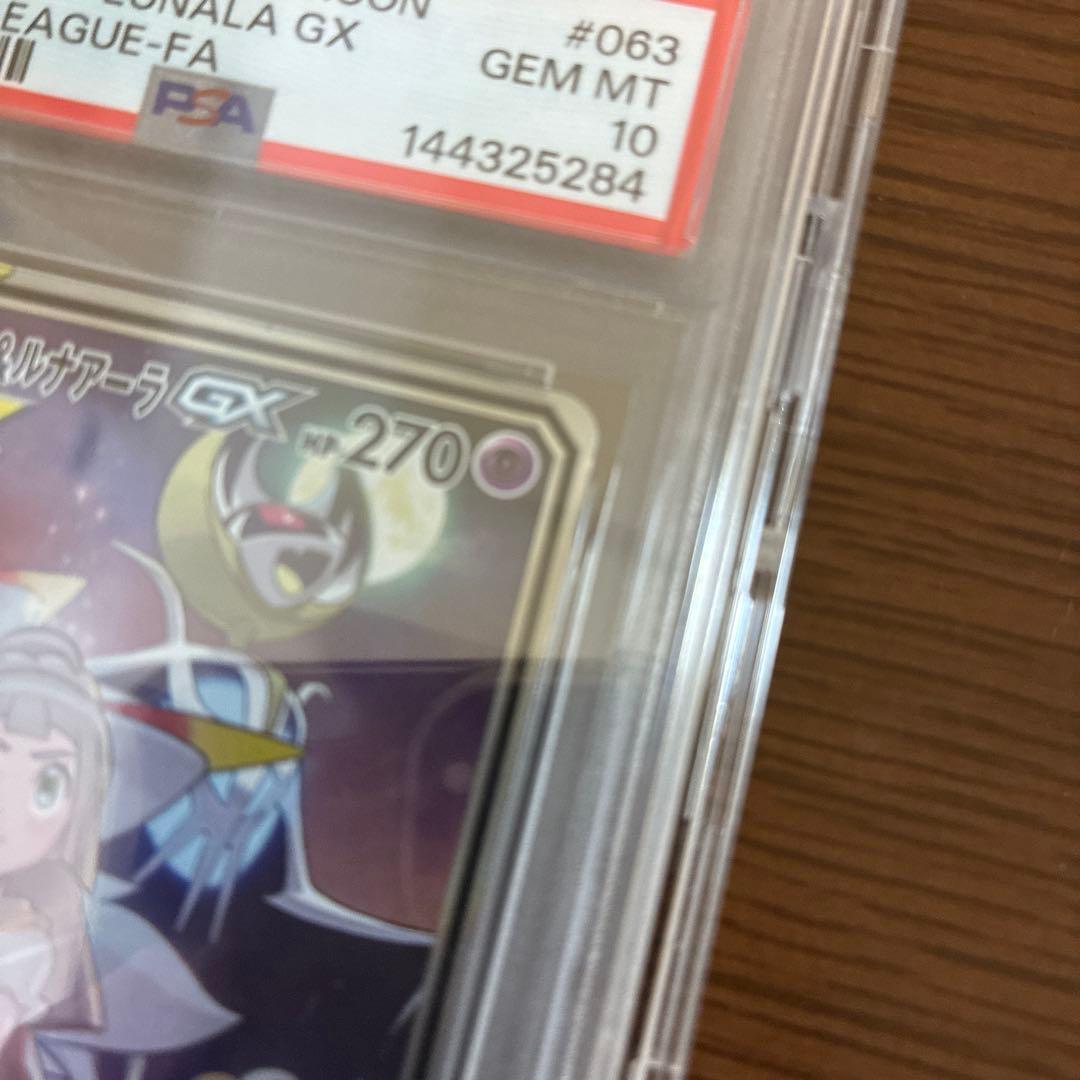 LUNALA GX
#063
EAGUE-FA
GEM MT
PSA
10
144325284
ルナアーラ GX HP 270